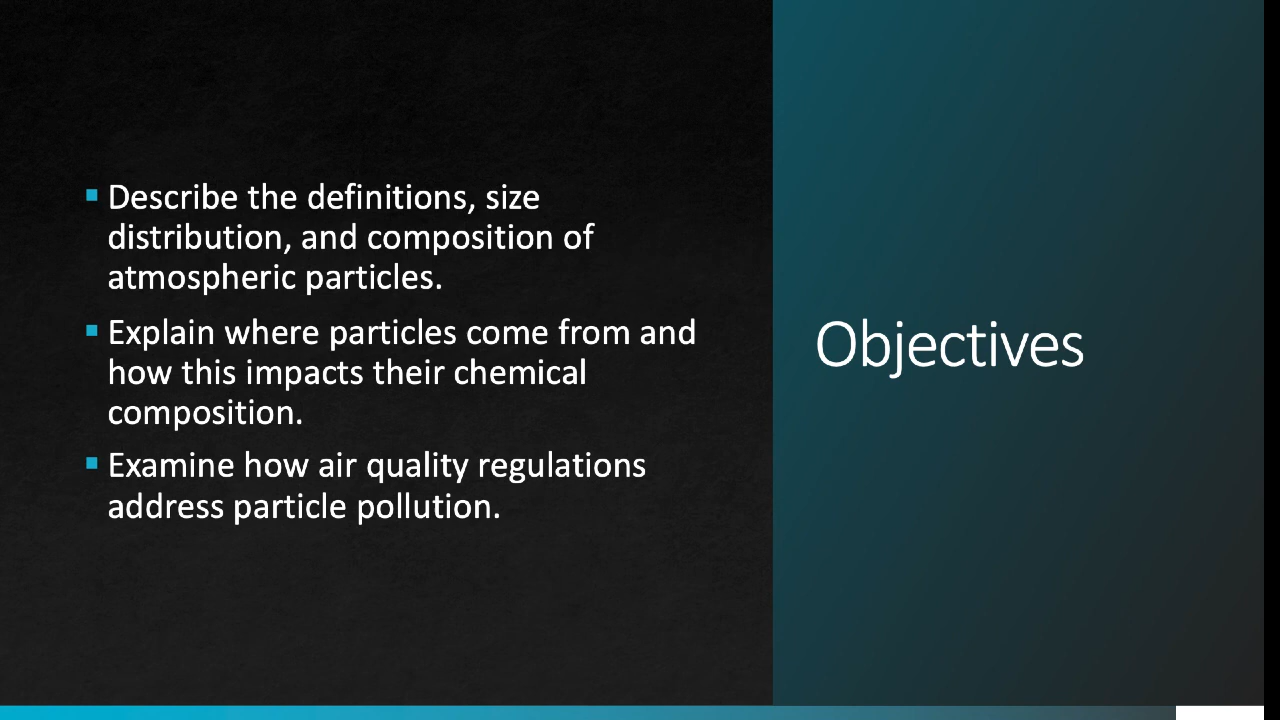 Describe the definitions, size
distribution, and composition of
atmospheric particles.
Explain where particles come from and
how this impacts their chemical
composition.
Examine how air quality regulations
address particle pollution.
Objectives